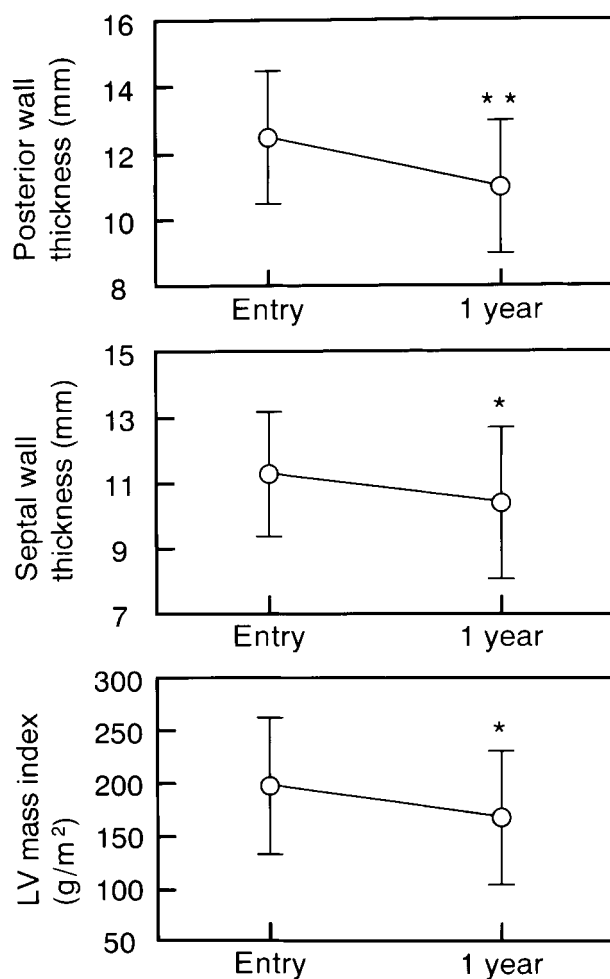 Posterior wall
thickness (mm)
16
14
12
10
8
* *
Entry
1 year
Septal wall
thickness (mm)
15
13
11
9
7
*
Entry
1 year
LV mass index
(g/m²)
300
250
200
150
100
50
*
Entry
1 year